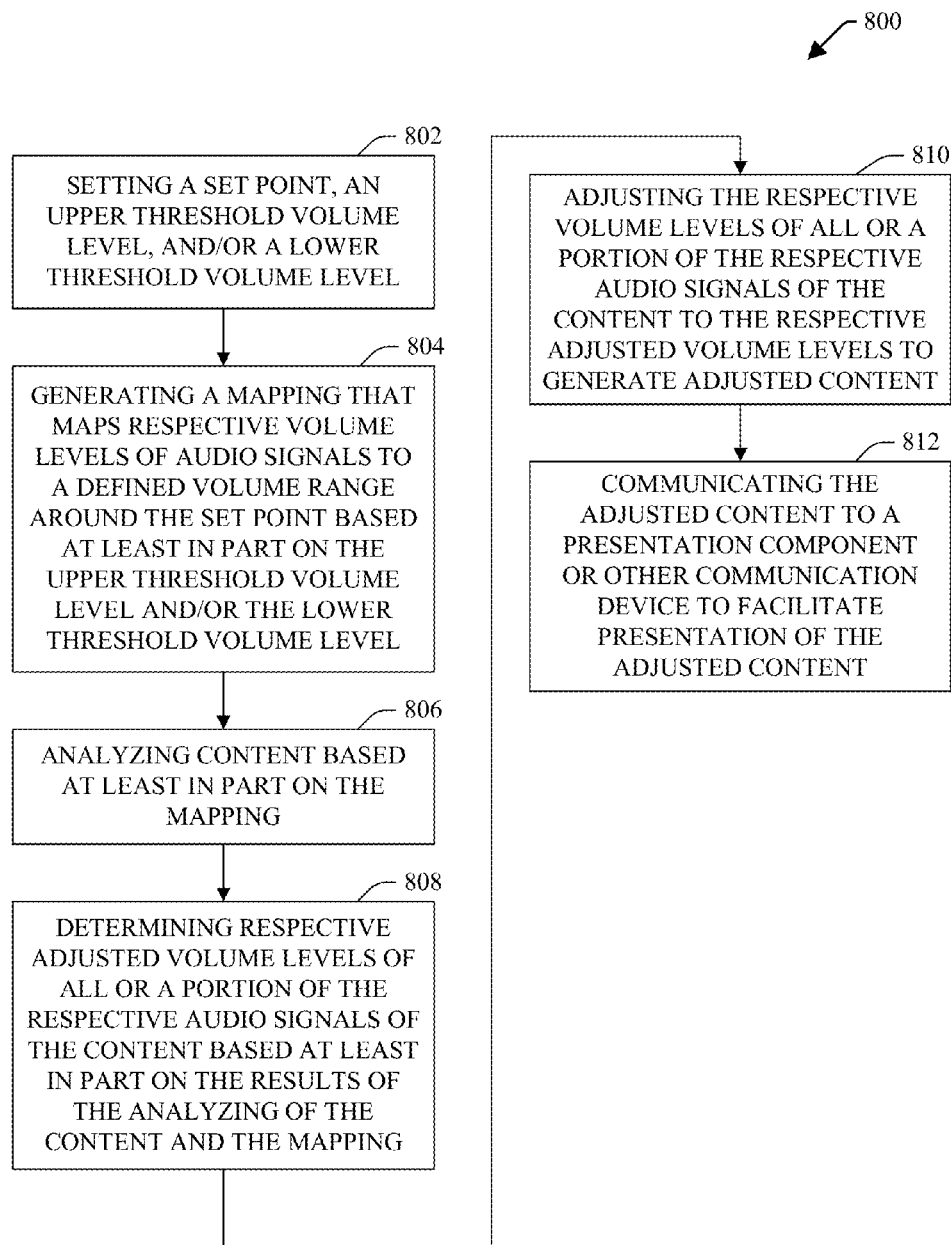 800
802
SETTING A SET POINT, AN
UPPER THRESHOLD VOLUME
LEVEL, AND/OR A LOWER
THRESHOLD VOLUME LEVEL
804
GENERATING A MAPPING THAT
MAPS RESPECTIVE VOLUME
LEVELS OF AUDIO SIGNALS TO
A DEFINED VOLUME RANGE
AROUND THE SET POINT BASED
AT LEAST IN PART ON THE
UPPER THRESHOLD VOLUME
LEVEL AND/OR THE LOWER
THRESHOLD VOLUME LEVEL
806
ANALYZING CONTENT BASED
AT LEAST IN PART ON THE
MAPPING
808
DETERMINING RESPECTIVE
ADJUSTED VOLUME LEVELS OF
ALL OR A PORTION OF THE
RESPECTIVE AUDIO SIGNALS OF
THE CONTENT BASED AT LEAST
IN PART ON THE RESULTS OF
THE ANALYZING OF THE
CONTENT AND THE MAPPING
810
ADJUSTING THE RESPECTIVE
VOLUME LEVELS OF ALL OR A
PORTION OF THE RESPECTIVE
AUDIO SIGNALS OF THE
CONTENT TO THE RESPECTIVE
ADJUSTED VOLUME LEVELS TO
GENERATE ADJUSTED CONTENT
812
COMMUNICATING THE
ADJUSTED CONTENT TO A
PRESENTATION COMPONENT
OR OTHER COMMUNICATION
DEVICE TO FACILITATE
PRESENTATION OF THE
ADJUSTED CONTENT